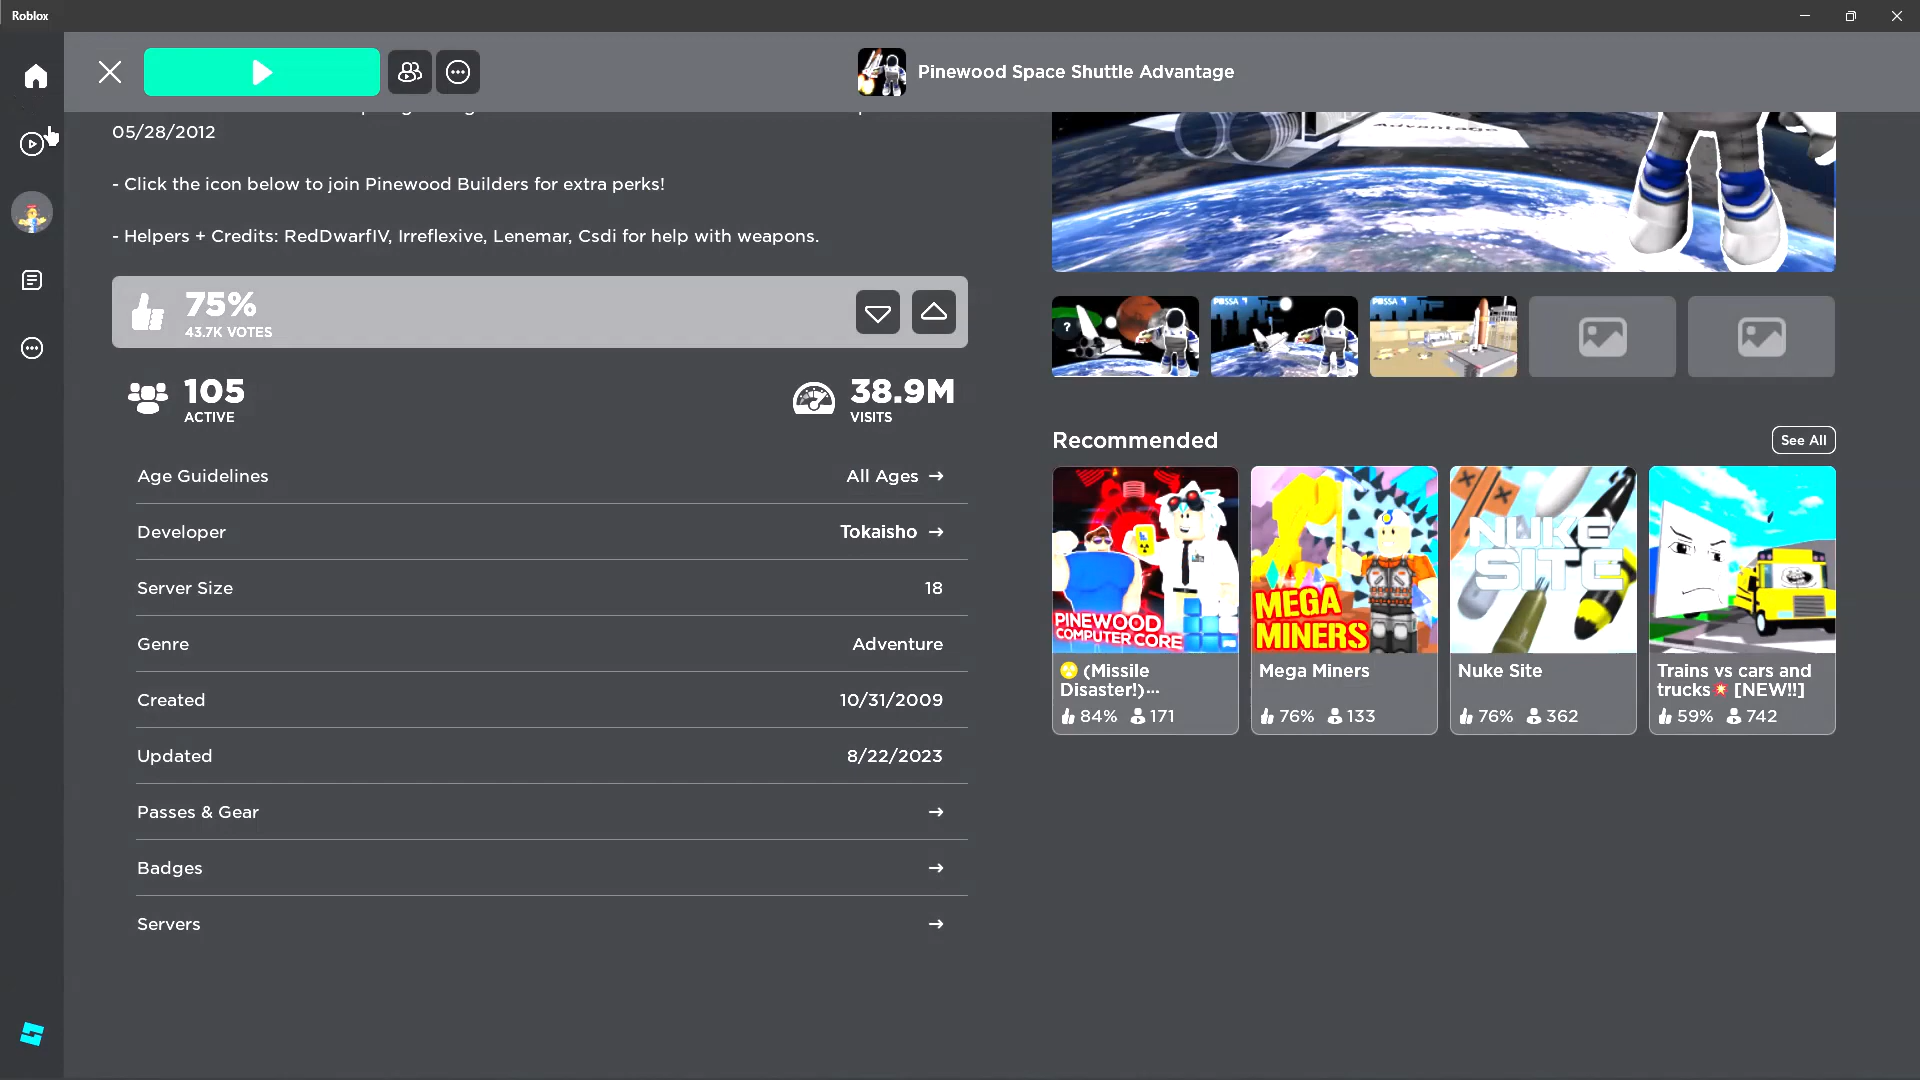 Roblox
Pinewood Space Shuttle Advantage
05/28/2012
- Click the icon below to join Pinewood Builders for extra perks!
- Helpers + Credits: RedDwarfIV, Irreflexive, Lenemar, Csdi for help with weapons.
75%
43.7K VOTES
105
ACTIVE
38.9M
VISITS
Age Guidelines
All Ages →
Developer
Tokaisho →
Server Size
18
Genre
Adventure
Created
10/31/2009
Updated
8/22/2023
Passes & Gear →
Badges →
Servers →
Advantage
?
PBSSA
PBSSA
Recommended
See All
PINEWOOD
COMPUTER CORE
☢️ (Missile
Disaster!)...
84% 171
MEGA
MINERS
Mega Miners
76% 133
NUKE
SITE
Nuke Site
76% 362
Trains vs cars and
trucks💥 [NEW!!]
59% 742